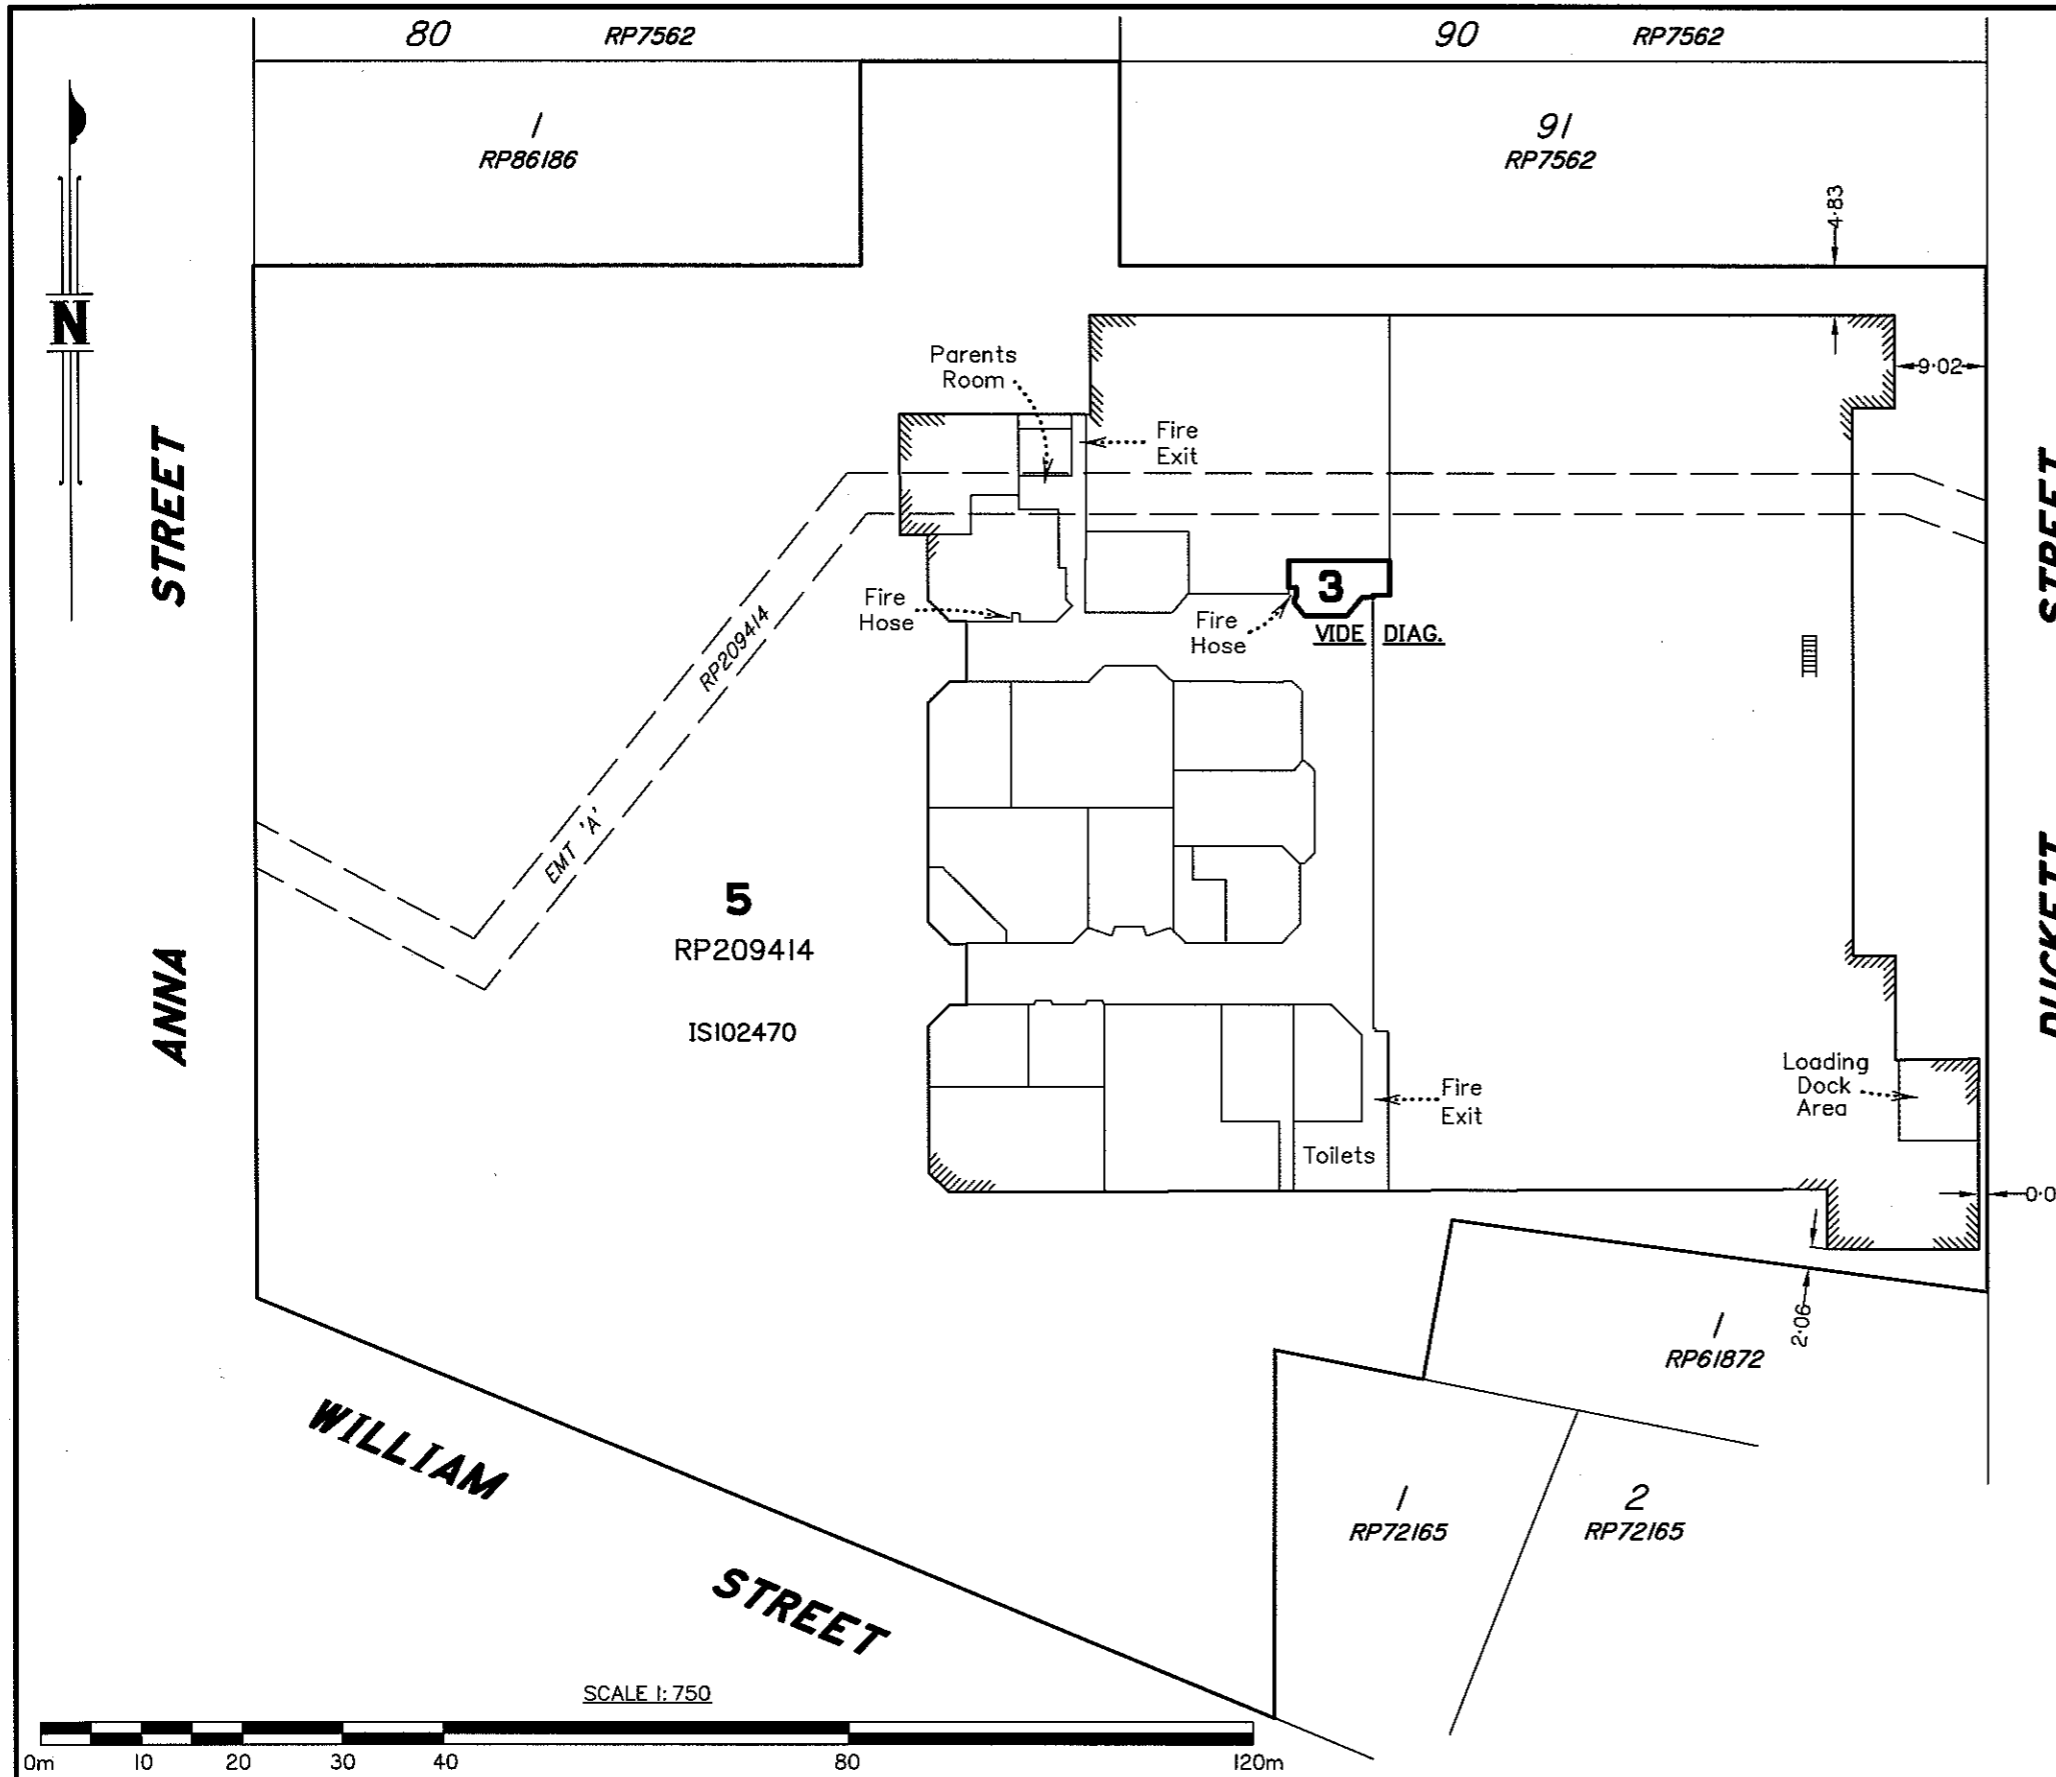 80 RP7562
90 RP7562
1
RP86186
91
RP7562
4·83
N
9·02
Parents
Room
Fire
Exit
STREET
STREET
Fire
Hose
3
Fire
Hose
VIDE DIAG.
RP209414
EMT 'A'
5
RP209414
IS102470
ANNA
DUCKETT
Loading
Dock
Area
Fire
Exit
Toilets
2·06
1
RP61872
WILLIAM
STREET
1
RP72165
2
RP72165
SCALE 1:750
0m 10 20 30 40 80 120m